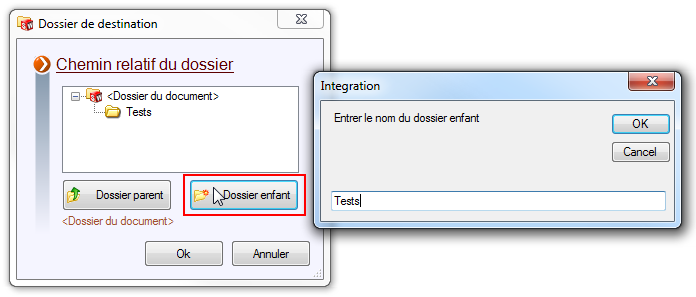 Dossier de destination
Chemin relatif du dossier
<Dossier du document>
Tests
Dossier parent
Dossier enfant
<Dossier du document>
Ok
Annuler
Integration
Entrer le nom du dossier enfant
OK
Cancel
Tests